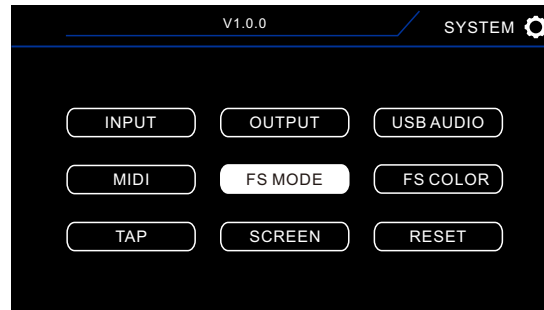 V1.0.0 SYSTEM
INPUT OUTPUT USB AUDIO
MIDI FS MODE FS COLOR
TAP SCREEN RESET